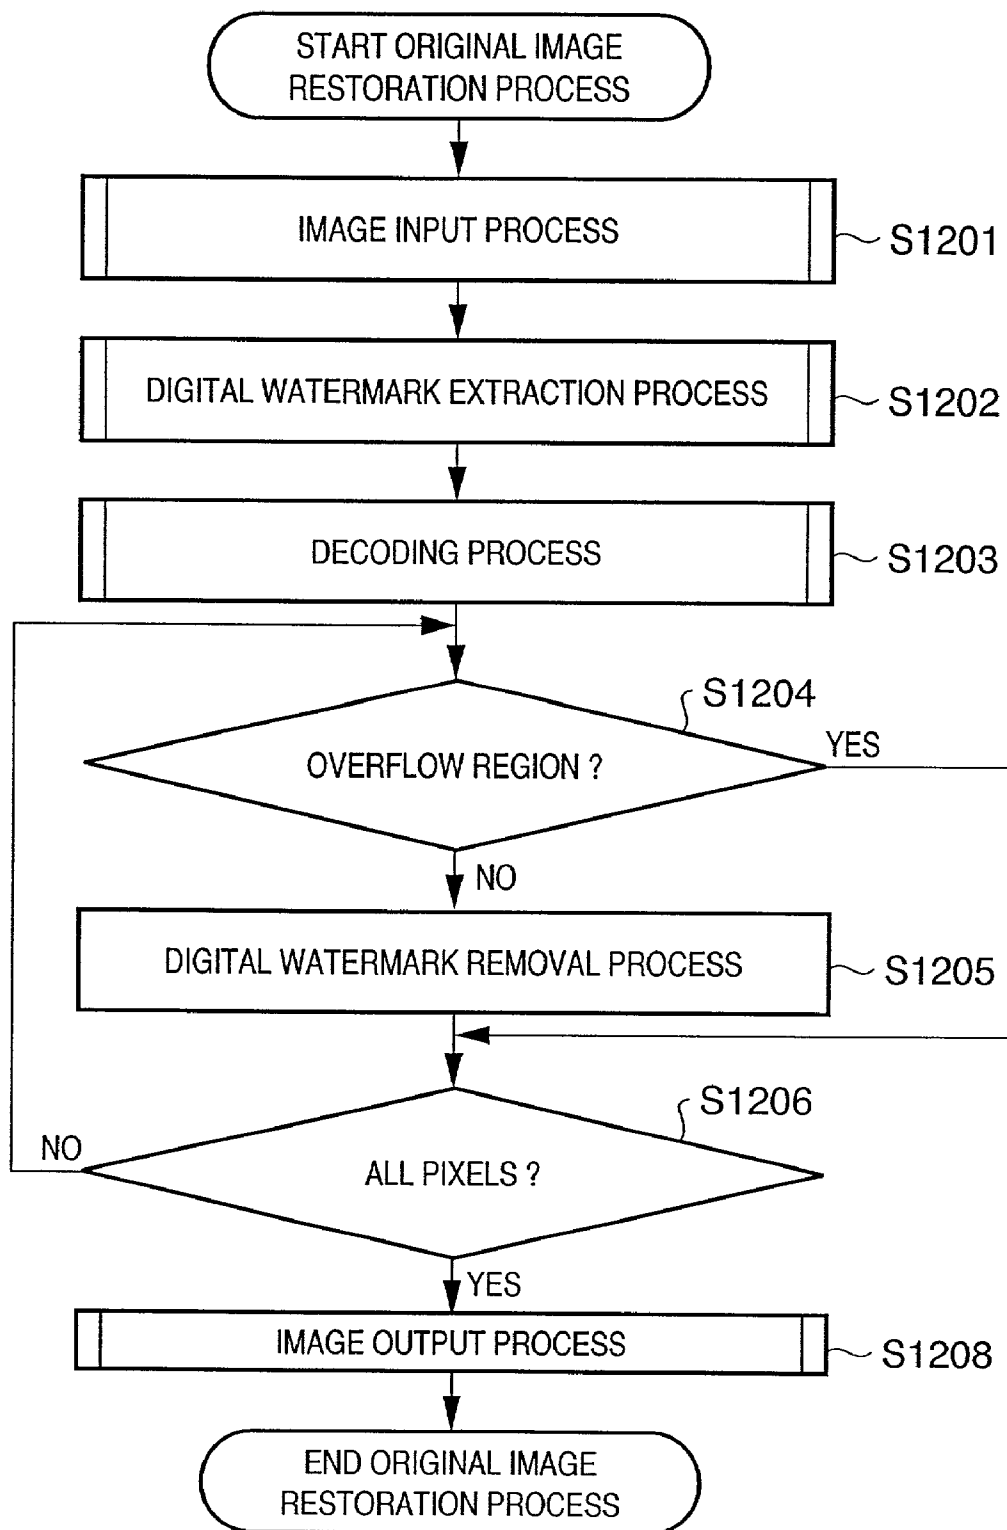 START ORIGINAL IMAGE
RESTORATION PROCESS
IMAGE INPUT PROCESS
S1201
DIGITAL WATERMARK EXTRACTION PROCESS
S1202
DECODING PROCESS
S1203
S1204
OVERFLOW REGION ?
YES
NO
DIGITAL WATERMARK REMOVAL PROCESS
S1205
S1206
NO
ALL PIXELS ?
YES
IMAGE OUTPUT PROCESS
S1208
END ORIGINAL IMAGE
RESTORATION PROCESS